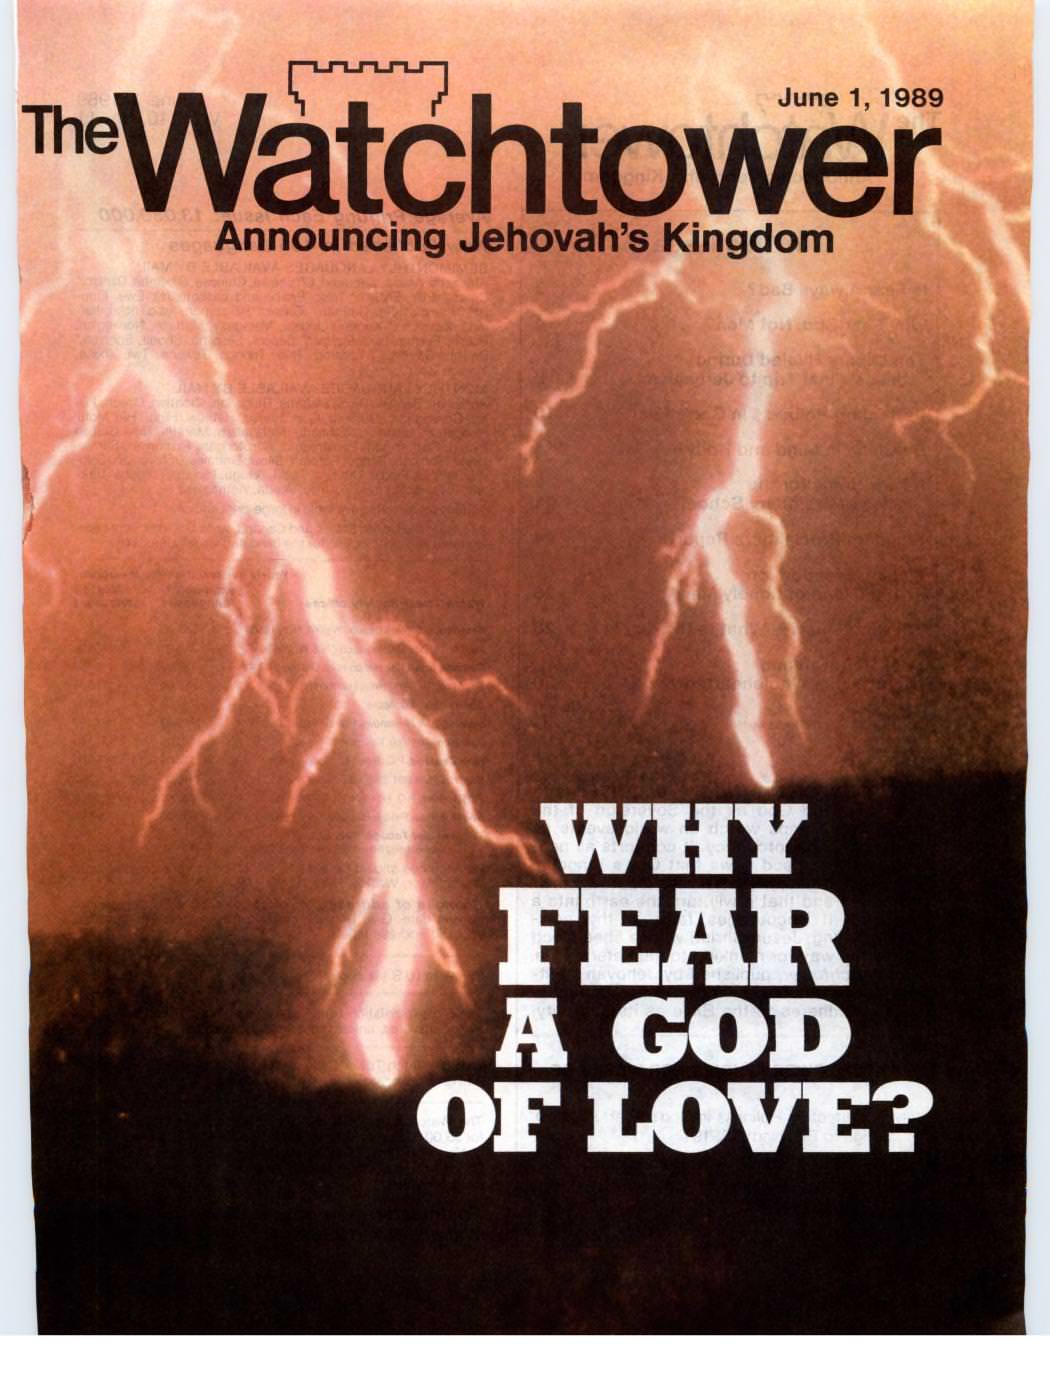 June 1, 1989
The Watchtower
Announcing Jehovah's Kingdom
WHY
FEAR
A GOD
OF LOVE?